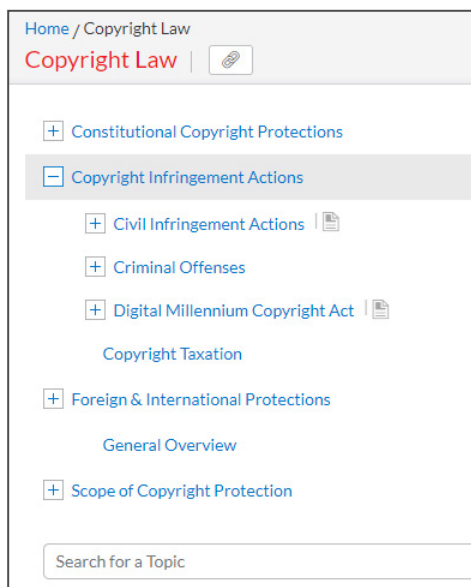 Home / Copyright Law
Copyright Law
Constitutional Copyright Protections
Copyright Infringement Actions
Civil Infringement Actions
Criminal Offenses
Digital Millennium Copyright Act
Copyright Taxation
Foreign & International Protections
General Overview
Scope of Copyright Protection
Search for a Topic